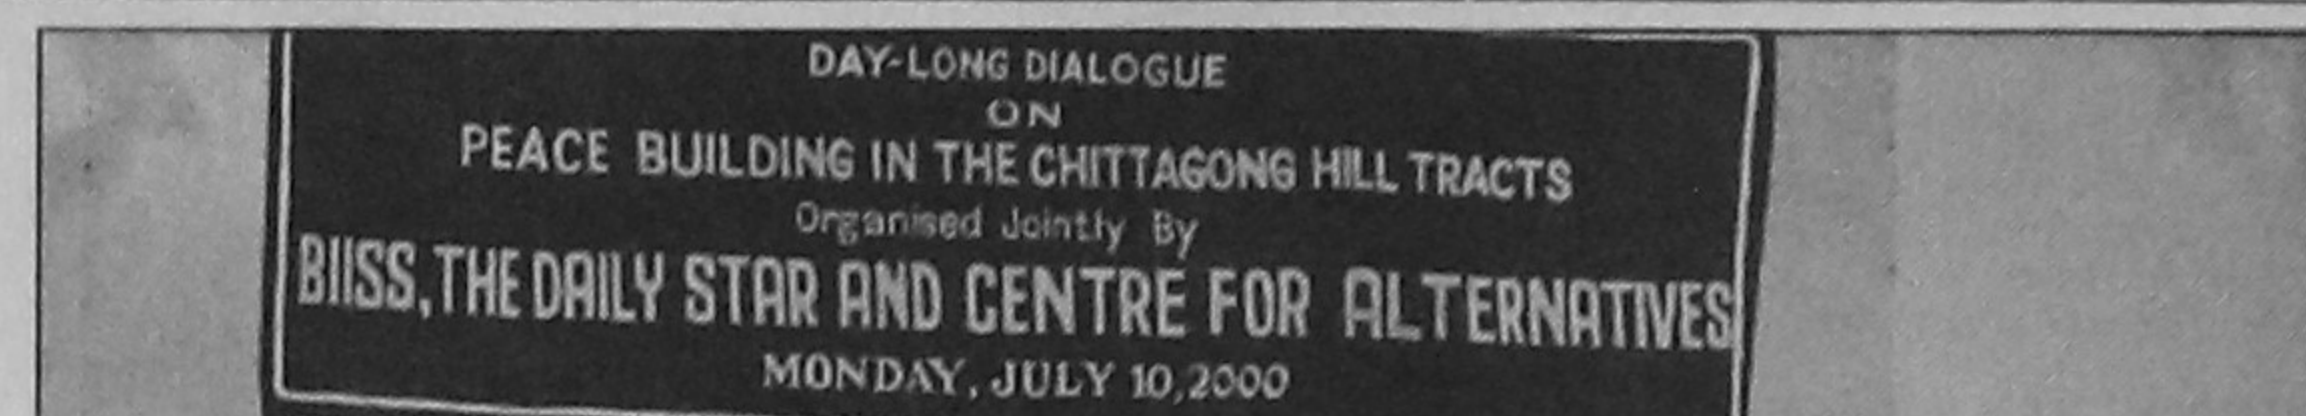 DAY-LONG DIALOGUE
ON
PEACE BUILDING IN THE CHITTAGONG HILL TRACTS
Organised Jointly By
BIISS, THE DAILY STAR AND CENTRE FOR ALTERNATIVES
MONDAY, JULY 10,2000